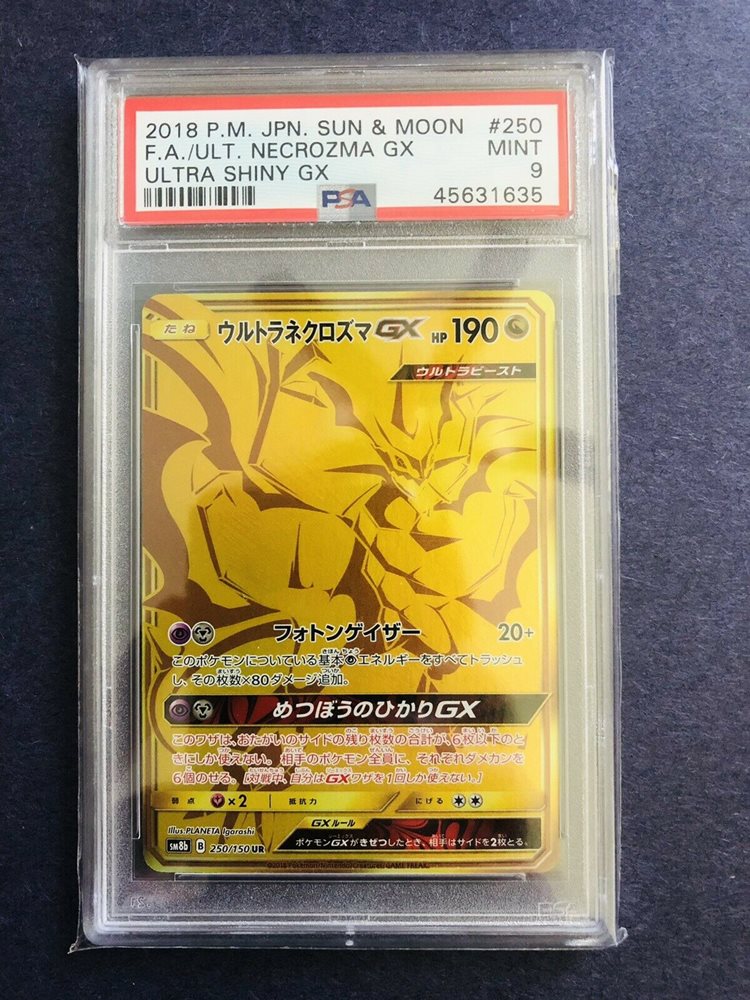 2018 P.M. JPN. SUN & MOON #250
F.A./ULT. NECROZMA GX MINT
ULTRA SHINY GX 9
PSA 45631635
たね ウルトラネクロズマGX HP 190
ウルトラビースト
フォトンゲイザー 20+
このポケモンについている基本エネルギーをすべてトラッシュ
し、その枚数×80ダメージ追加。
めつぼうのひかりGX
このワザは、おたがいのサイドの残り枚数の合計が、6枚以下のと
きにしか使えない。相手のポケモン全員に、それぞれダメカンを
6個のせる。[対戦中、自分はGXワザを1回しか使えない。]
弱点 ×2 抵抗力 にげる
Illus.PLANETA Igarashi GXルール
ポケモンGXがきぜつしたとき、相手はサイドを2枚とる。
SM8b B 250/150 UR
©2018 Pokémon/Nintendo/Creatures/GAME FREAK.